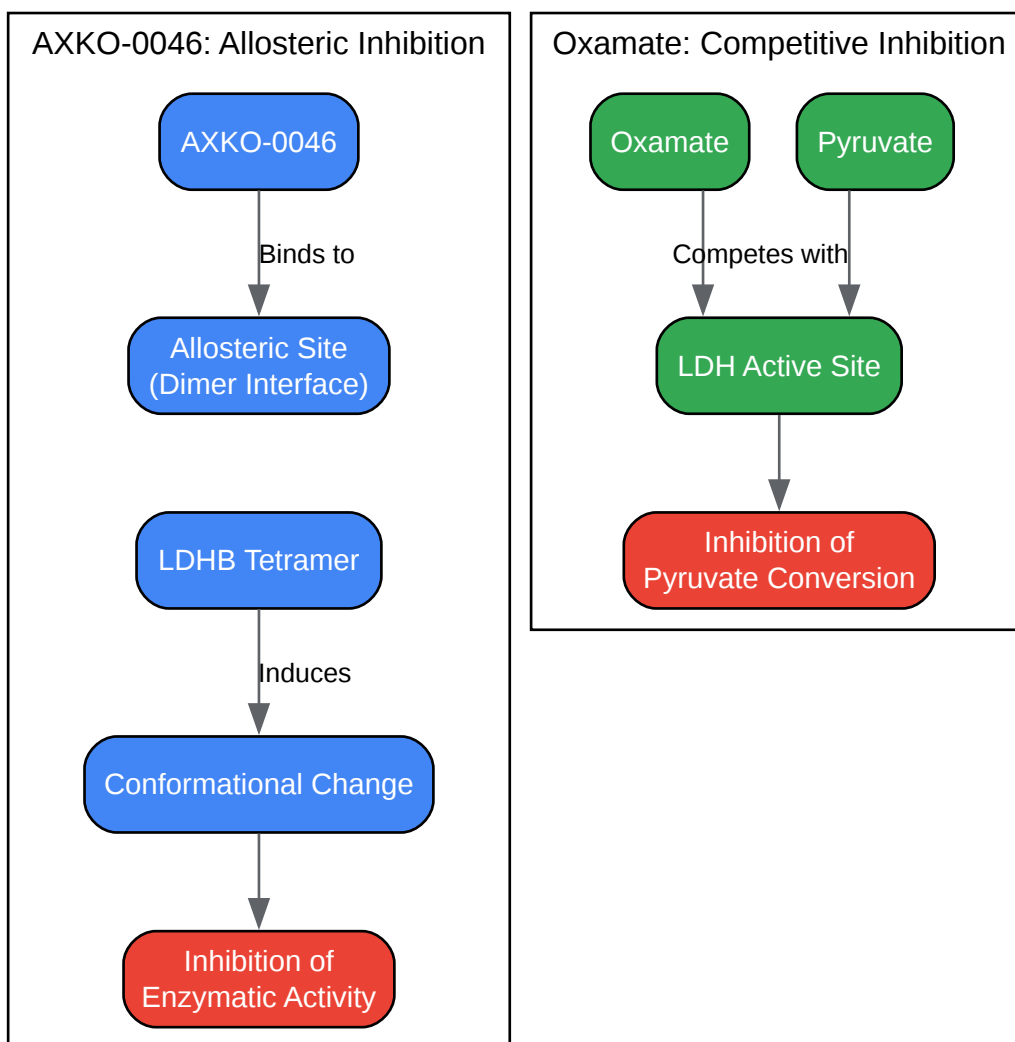 AXKO-0046: Allosteric Inhibition
AXKO-0046
Binds to
Allosteric Site
(Dimer Interface)
LDHB Tetramer
Induces
Conformational Change
Inhibition of
Enzymatic Activity
Oxamate: Competitive Inhibition
Oxamate
Pyruvate
Competes with
LDH Active Site
Inhibition of
Pyruvate Conversion